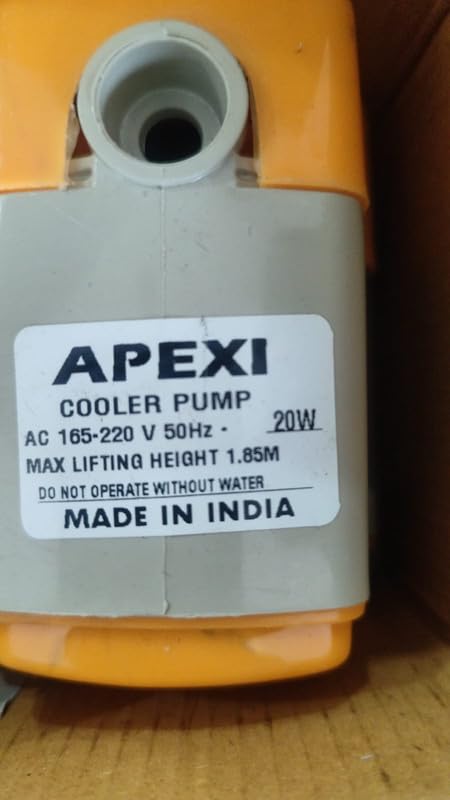 APEXI
COOLER PUMP
AC 165-220 V 50Hz - 20W
MAX LIFTING HEIGHT 1.85M
DO NOT OPERATE WITHOUT WATER
MADE IN INDIA